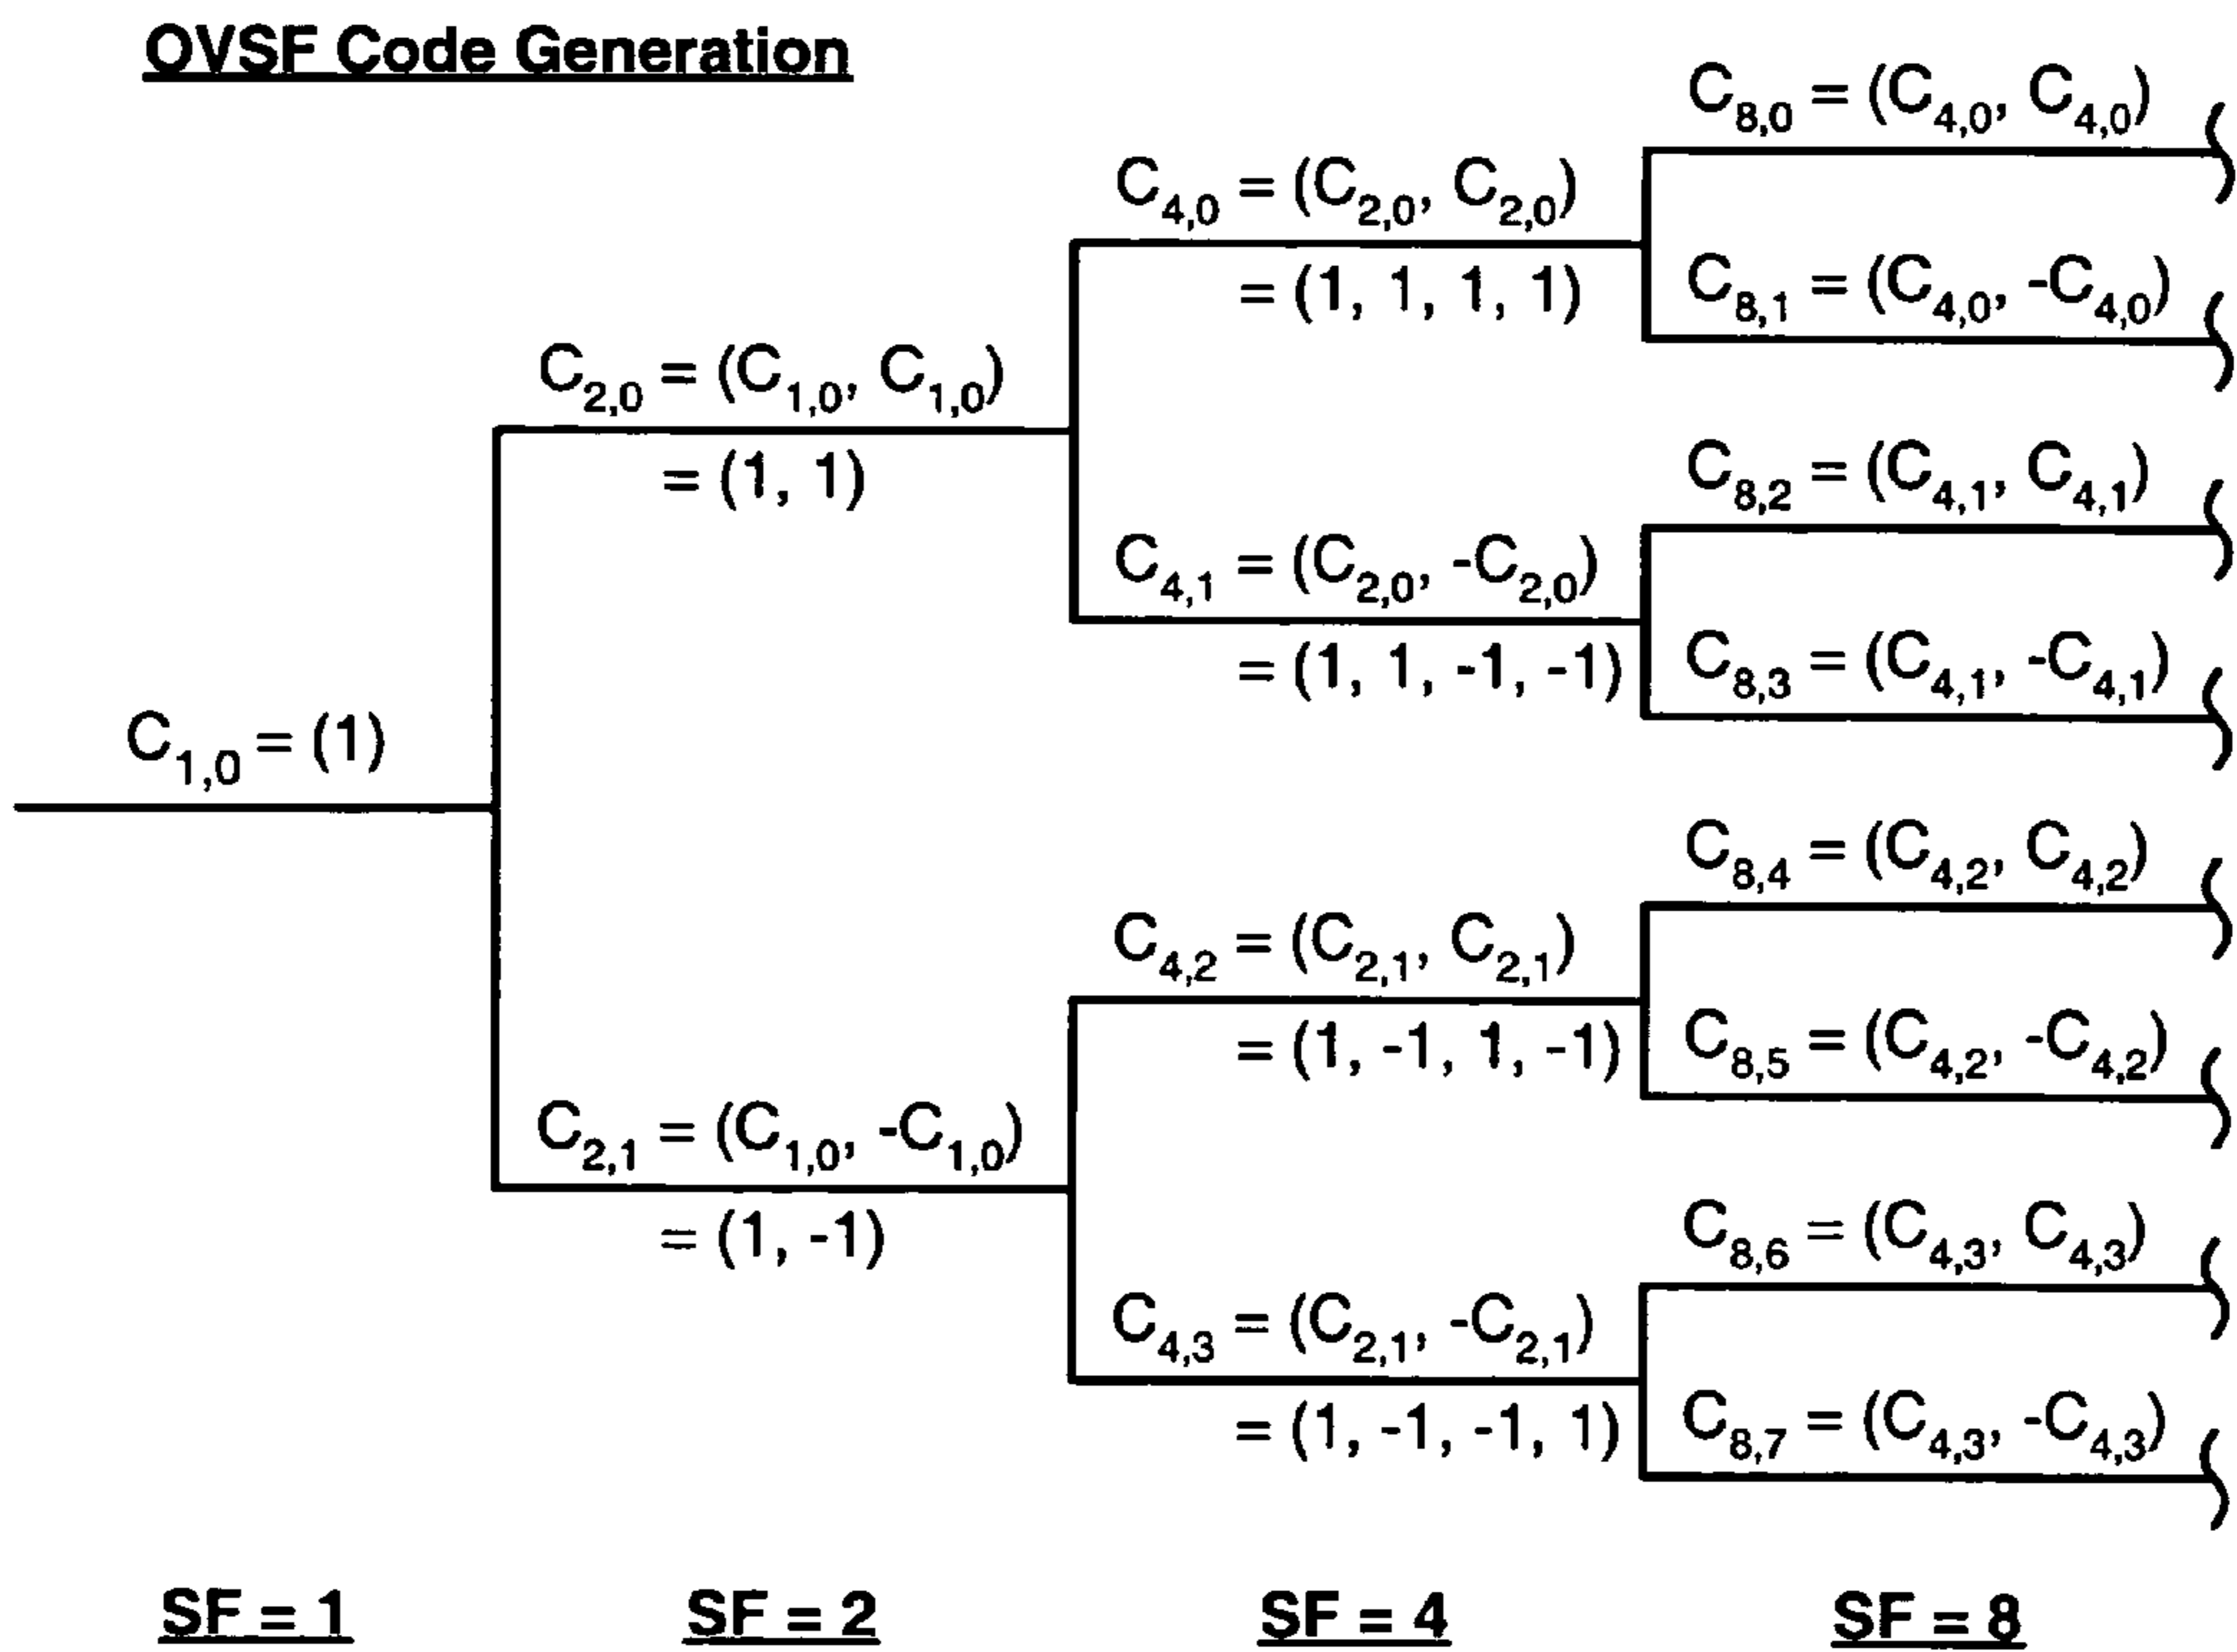 OVSF Code Generation
C₁,₀ = (1)
C₂,₀ = (C₁,₀, C₁,₀)
= (1, 1)
C₂,₁ = (C₁,₀, -C₁,₀)
= (1, -1)
C₄,₀ = (C₂,₀, C₂,₀)
= (1, 1, 1, 1)
C₄,₁ = (C₂,₀, -C₂,₀)
= (1, 1, -1, -1)
C₄,₂ = (C₂,₁, C₂,₁)
= (1, -1, 1, -1)
C₄,₃ = (C₂,₁, -C₂,₁)
= (1, -1, -1, 1)
C₈,₀ = (C₄,₀, C₄,₀)
C₈,₁ = (C₄,₀, -C₄,₀)
C₈,₂ = (C₄,₁, C₄,₁)
C₈,₃ = (C₄,₁, -C₄,₁)
C₈,₄ = (C₄,₂, C₄,₂)
C₈,₅ = (C₄,₂, -C₄,₂)
C₈,₆ = (C₄,₃, C₄,₃)
C₈,₇ = (C₄,₃, -C₄,₃)
SF = 1
SF = 2
SF = 4
SF = 8